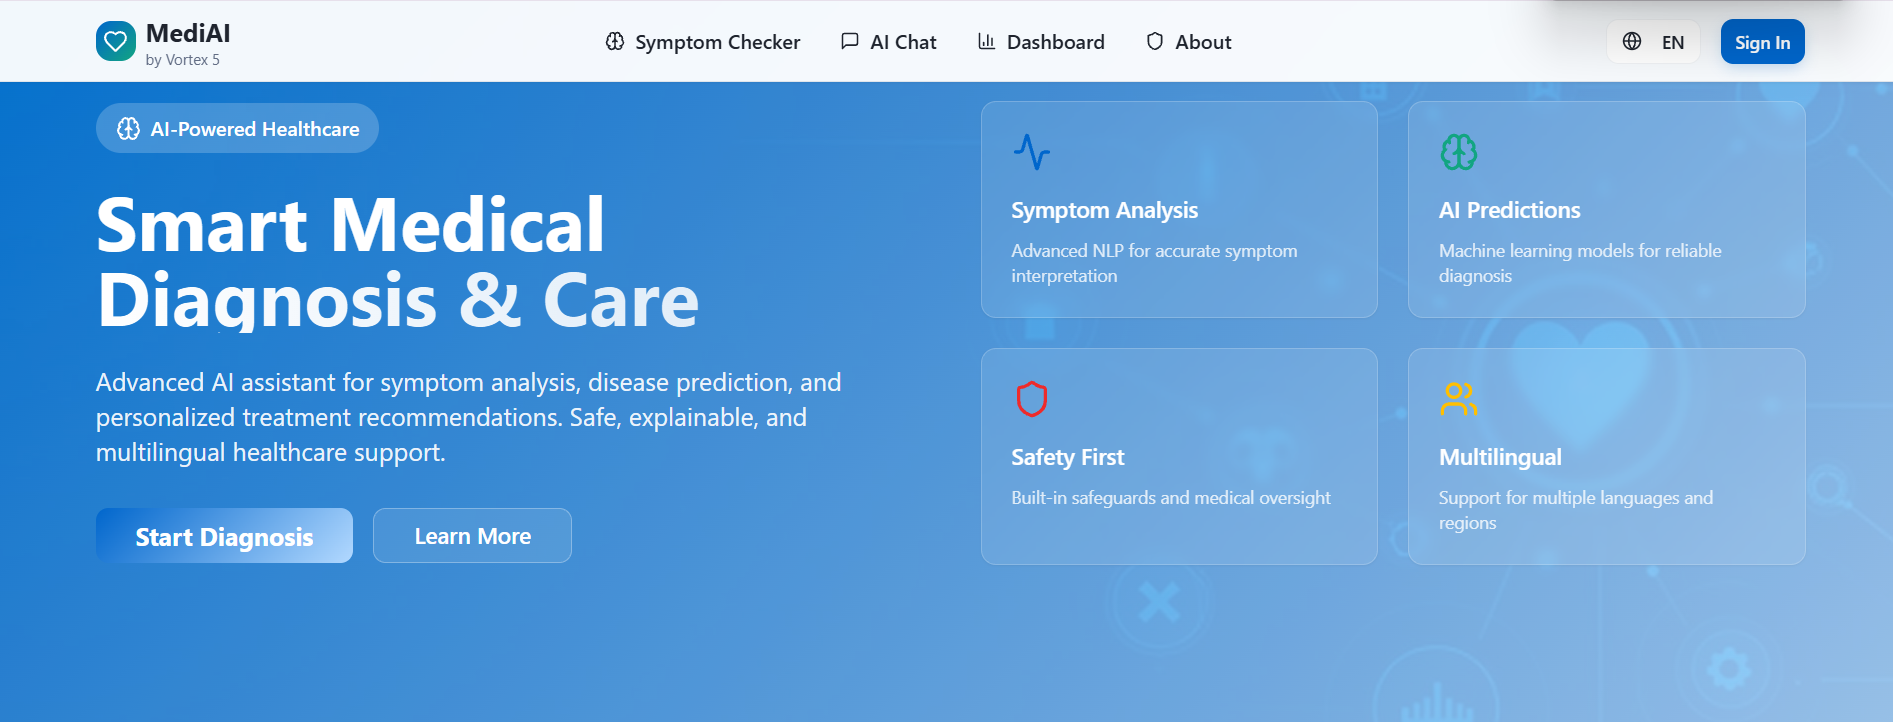 MediAI
by Vortex 5
Symptom Checker
AI Chat
Dashboard
About
EN
Sign In
AI-Powered Healthcare
Smart Medical
Diagnosis & Care
Advanced AI assistant for symptom analysis, disease prediction, and
personalized treatment recommendations. Safe, explainable, and
multilingual healthcare support.
Start Diagnosis
Learn More
Symptom Analysis
Advanced NLP for accurate symptom
interpretation
AI Predictions
Machine learning models for reliable
diagnosis
Safety First
Built-in safeguards and medical oversight
Multilingual
Support for multiple languages and
regions